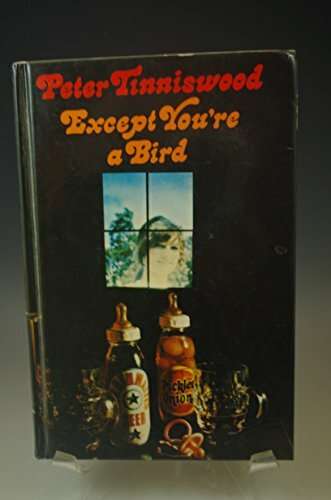 Peter Tinniswood
Except You're
a Bird
Pickled
Onion